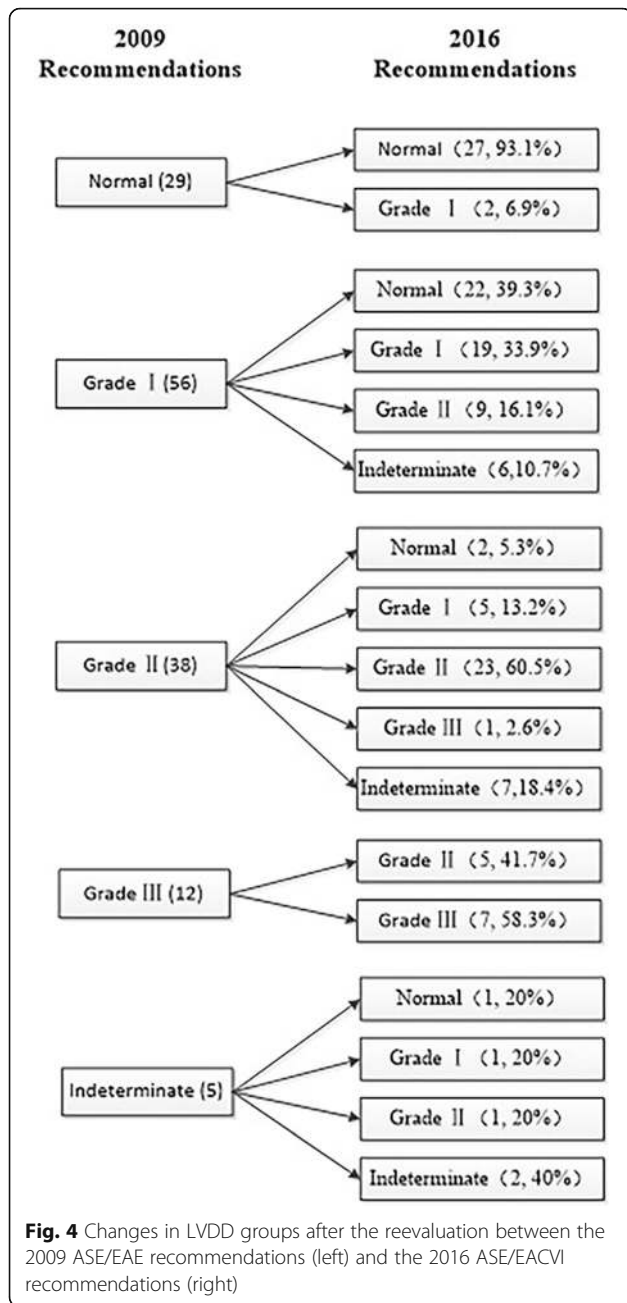 2009 Recommendations
2016 Recommendations
Normal (29)
Normal (27, 93.1%)
Grade Ⅰ (2, 6.9%)
Grade Ⅰ (56)
Normal (22, 39.3%)
Grade Ⅰ (19, 33.9%)
Grade Ⅱ (9, 16.1%)
Indeterminate (6,10.7%)
Grade Ⅱ (38)
Normal (2, 5.3%)
Grade Ⅰ (5, 13.2%)
Grade Ⅱ (23, 60.5%)
Grade III (1, 2.6%)
Indeterminate (7,18.4%)
Grade III (12)
Grade Ⅱ (5, 41.7%)
Grade III (7, 58.3%)
Indeterminate (5)
Normal (1, 20%)
Grade Ⅰ (1, 20%)
Grade Ⅱ (1, 20%)
Indeterminate (2, 40%)
Fig. 4 Changes in LVDD groups after the reevaluation between the
2009 ASE/EAE recommendations (left) and the 2016 ASE/EACVI
recommendations (right)